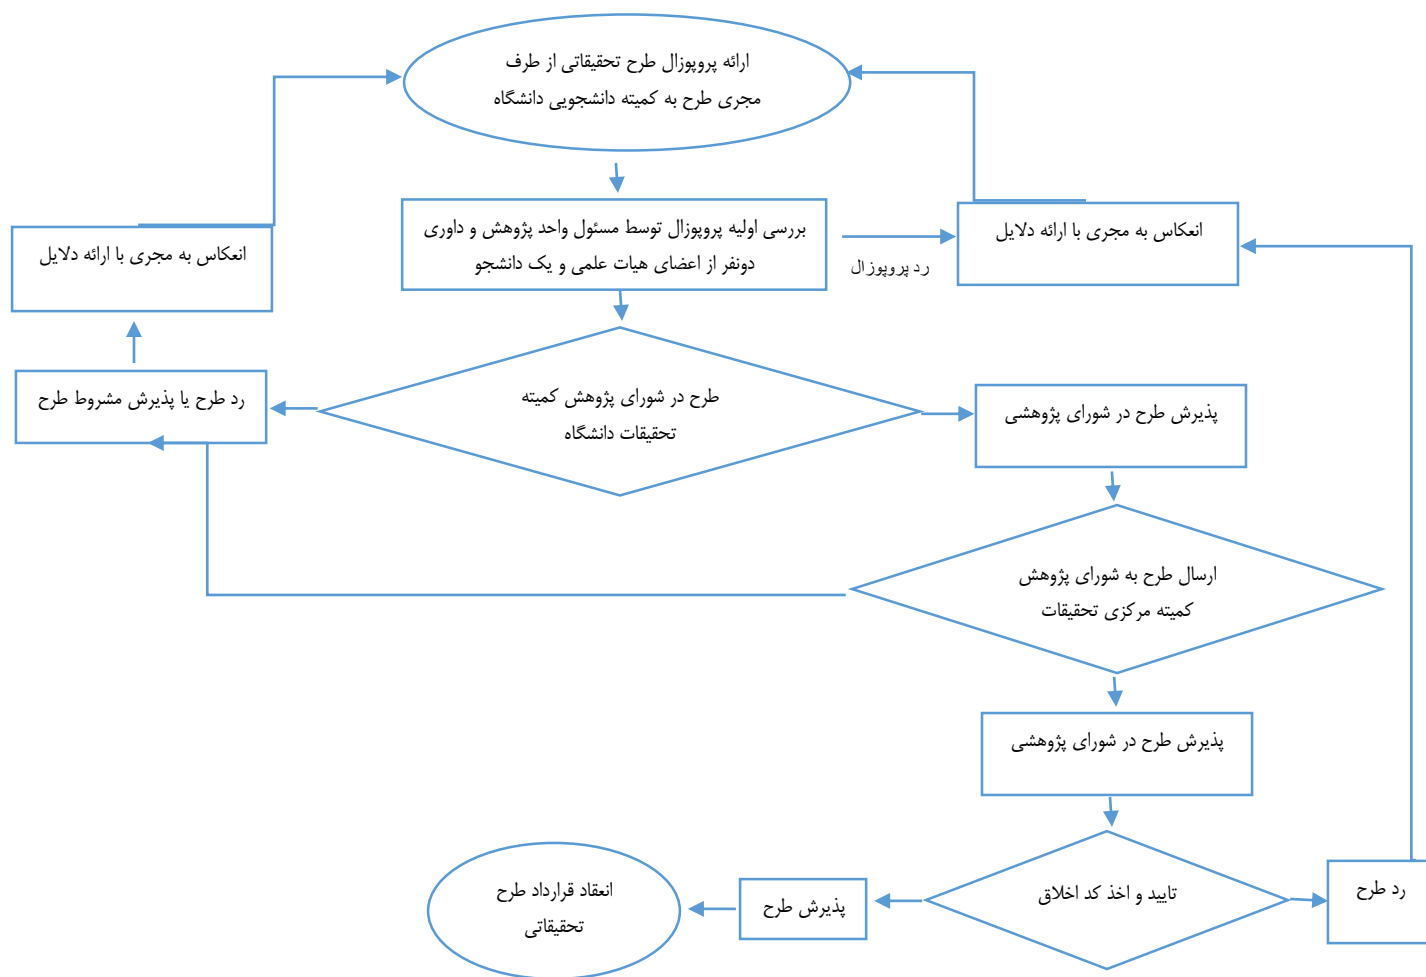 ارائه پروپوزال طرح تحقیقاتی از طرف
مجری طرح به کمیته دانشجویی دانشگاه
بررسی اولیه پروپوزال توسط مسئول واحد پژوهش و داوری
دونفر از اعضای هیات علمی و یک دانشجو
رد پروپوزال
انعکاس به مجری با ارائه دلایل
انعکاس به مجری با ارائه دلایل
طرح در شورای پژوهش کمیته
تحقیقات دانشگاه
رد طرح یا پذیرش مشروط طرح
پذیرش طرح در شورای پژوهشی
ارسال طرح به شورای پژوهش
کمیته مرکزی تحقیقات
پذیرش طرح در شورای پژوهشی
تایید و اخذ کد اخلاق
رد طرح
پذیرش طرح
انعقاد قرارداد طرح
تحقیقاتی